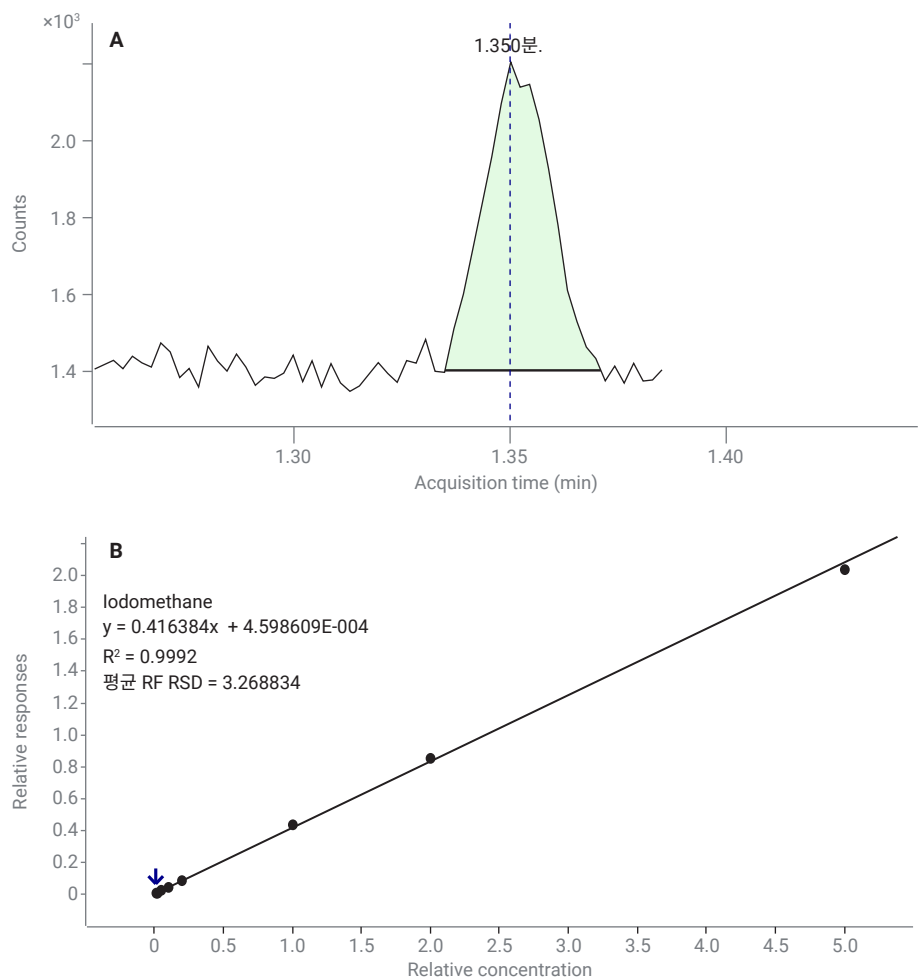 ×10³
A
1.350분.
2.0
1.8
1.6
1.4
Counts
1.30
1.35
1.40
Acquisition time (min)
B
Iodomethane
y = 0.416384x + 4.598609E-004
R² = 0.9992
평균 RF RSD = 3.268834
2.0
1.8
1.6
1.4
1.2
1.0
0.8
0.6
0.4
0.2
0
Relative responses
0
0.5
1.0
1.5
2.0
2.5
3.0
3.5
4.0
4.5
5.0
Relative concentration